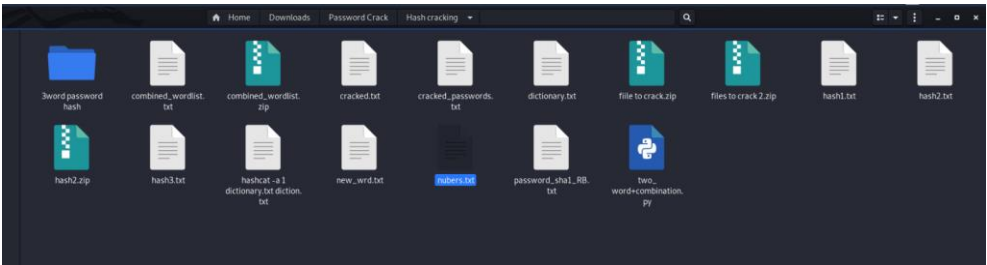 Home Downloads Password Crack Hash cracking
3word password
hash
combined_wordlist.
txt
combined_wordlist.
zip
cracked.txt
cracked_passwords.
txt
dictionary.txt
fiile to crack.zip
files to crack 2.zip
hash1.txt
hash2.txt
hash2.zip
hash3.txt
hashcat -a 1
dictionary.txt diction.
txt
new_wrd.txt
nubers.txt
password_sha1_RB.
txt
two_
word+combination.
py